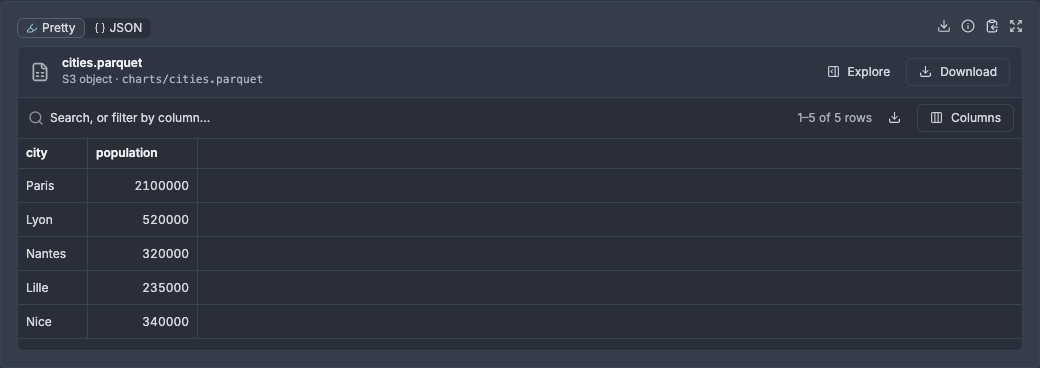 Pretty {} JSON
cities.parquet
S3 object · charts/cities.parquet
Explore Download
Search, or filter by column...
1–5 of 5 rows Columns
city population
Paris 2100000
Lyon 520000
Nantes 320000
Lille 235000
Nice 340000